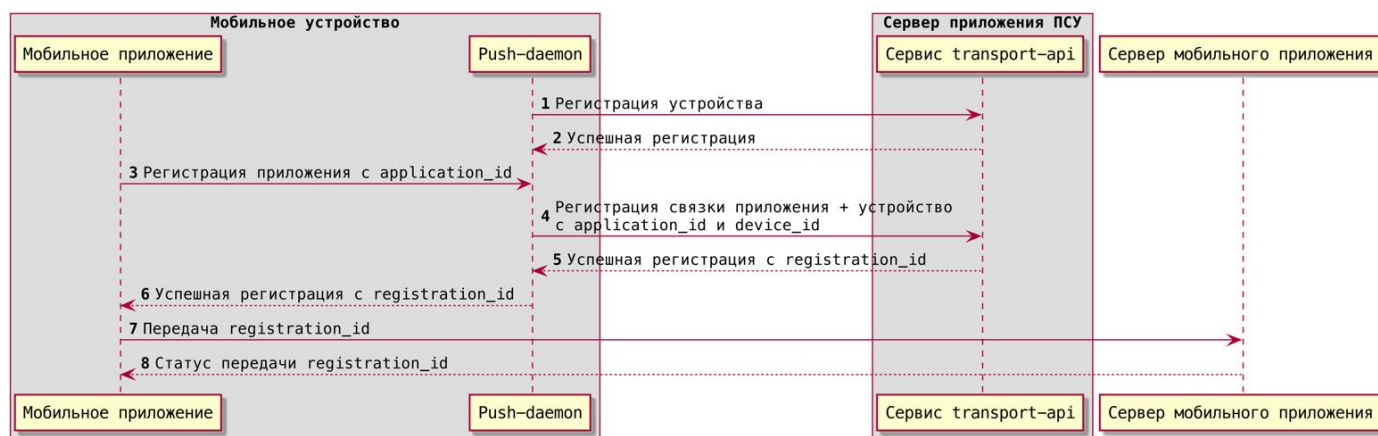 Мобильное устройство
Сервер приложения ПСУ
Мобильное приложение
Push-daemon
Сервис transport-api
Сервер мобильного приложения
1 Регистрация устройства
2 Успешная регистрация
3 Регистрация приложения с application_id
4 Регистрация связки приложения + устройство
с application_id и device_id
5 Успешная регистрация с registration_id
6 Успешная регистрация с registration_id
7 Передача registration_id
8 Статус передачи registration_id
Мобильное приложение
Push-daemon
Сервис transport-api
Сервер мобильного приложения